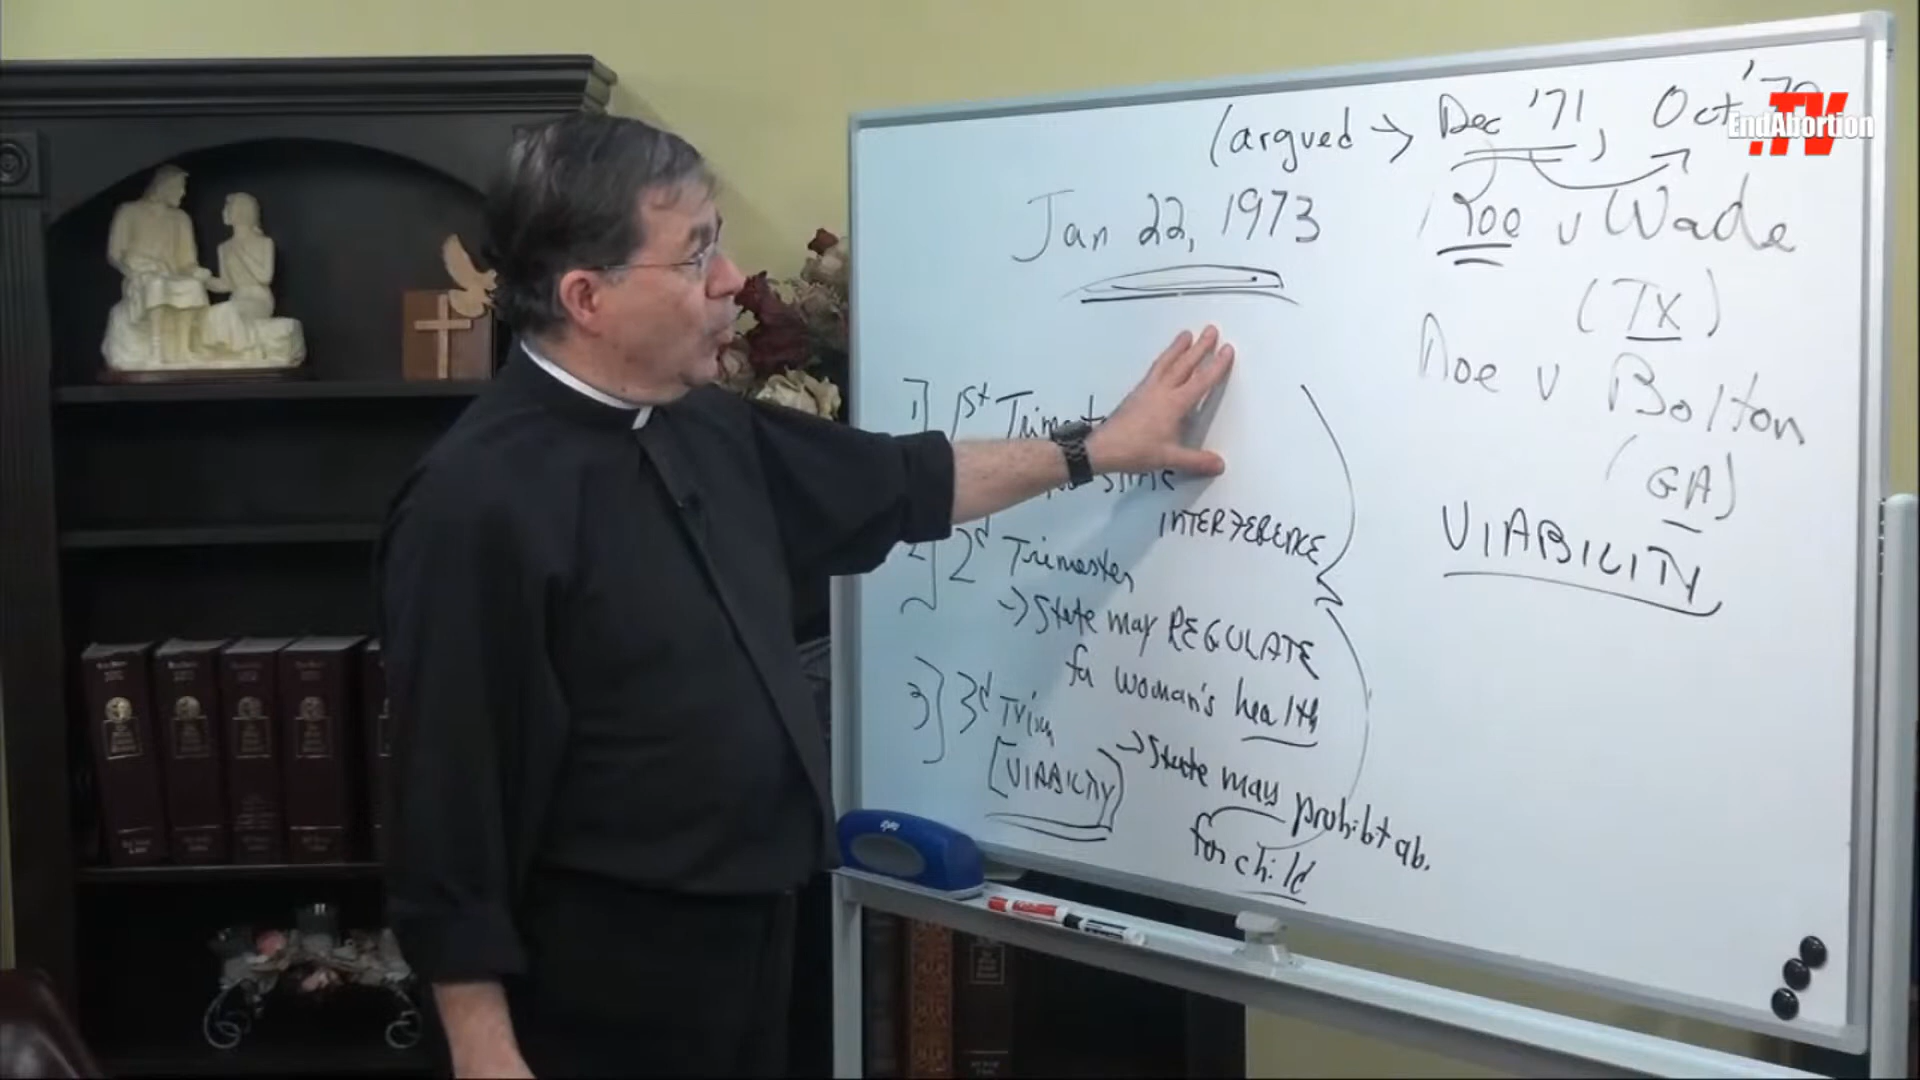 (argued → Dec '71, Oct '72
EndAbortion
.TV
Jan 22, 1973
Roe v Wade
(TX)
Doe v Bolton
(GA)
VIABILITY
1] 1st Trimester
INTERFERENCE
2] 2d Trimester
→ State may REGULATE
for woman's health
3] 3d Trim
[VIABILITY]
→ State may prohibit ab.
for child
expo